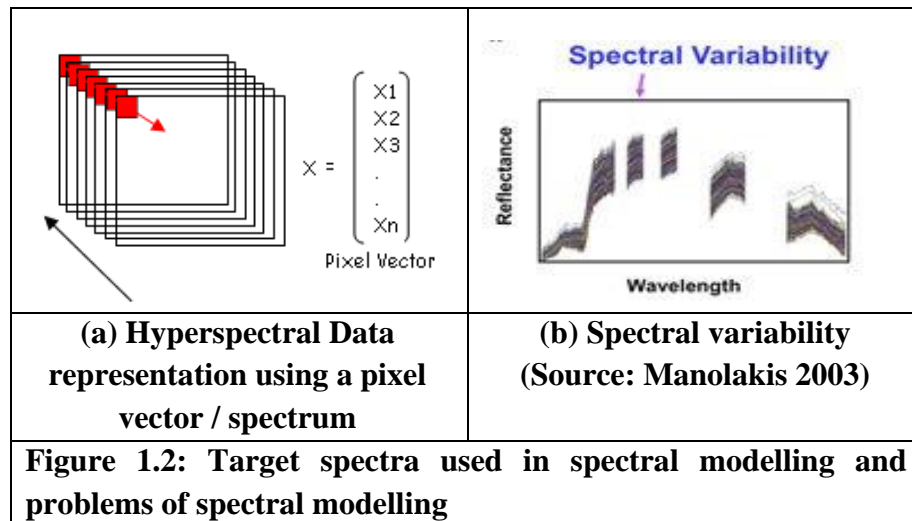 X =
X1
X2
X3
.
.
Xn
Pixel Vector
Spectral Variability
Reflectance
Wavelength
(a) Hyperspectral Data
representation using a pixel
vector / spectrum
(b) Spectral variability
(Source: Manolakis 2003)
Figure 1.2: Target spectra used in spectral modelling and
problems of spectral modelling